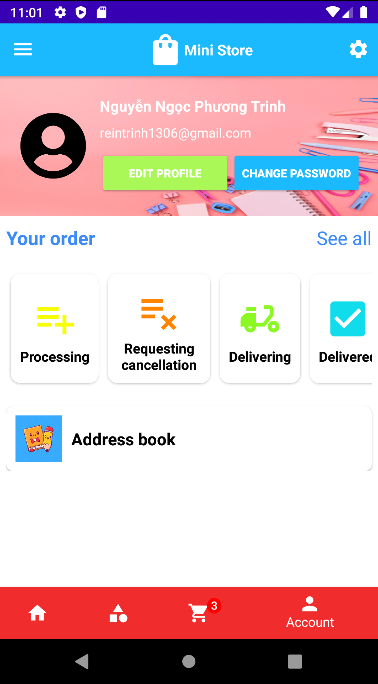 11:01
Mini Store
Nguyễn Ngọc Phương Trinh
reintrinh1306@gmail.com
EDIT PROFILE
CHANGE PASSWORD
Your order
See all
Processing
Requesting
cancellation
Delivering
Delivered
Address book
3
Account